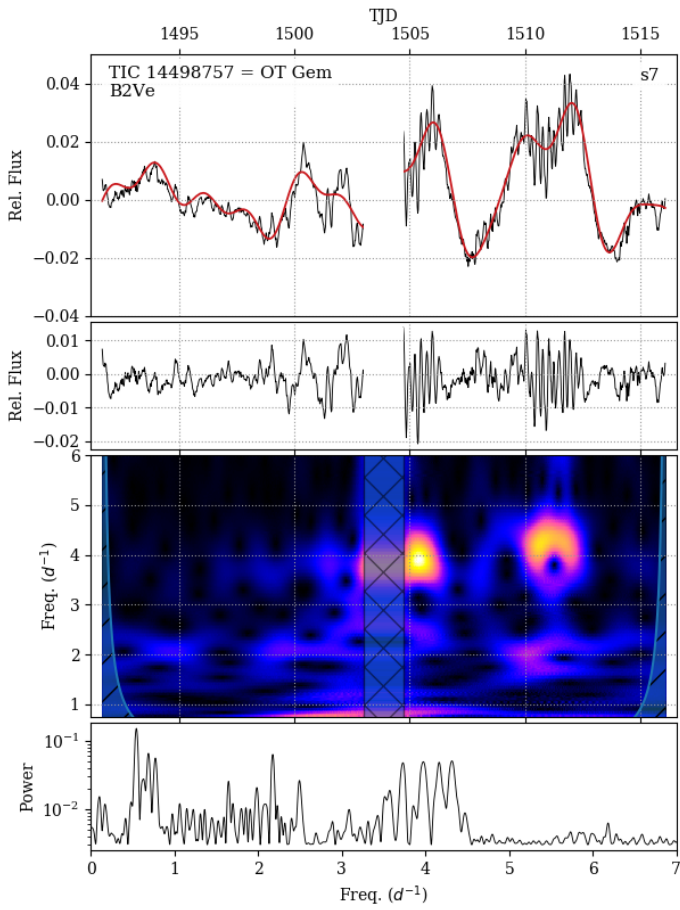 TJD
1495 1500 1505 1510 1515
TIC 14498757 = OT Gem s7
B2Ve
0.04
0.02
0.00
−0.02
−0.04
Rel. Flux
0.01
0.00
−0.01
−0.02
Rel. Flux
6
5
4
3
2
1
Freq. (d⁻¹)
10⁻¹
10⁻²
Power
0 1 2 3 4 5 6 7
Freq. (d⁻¹)